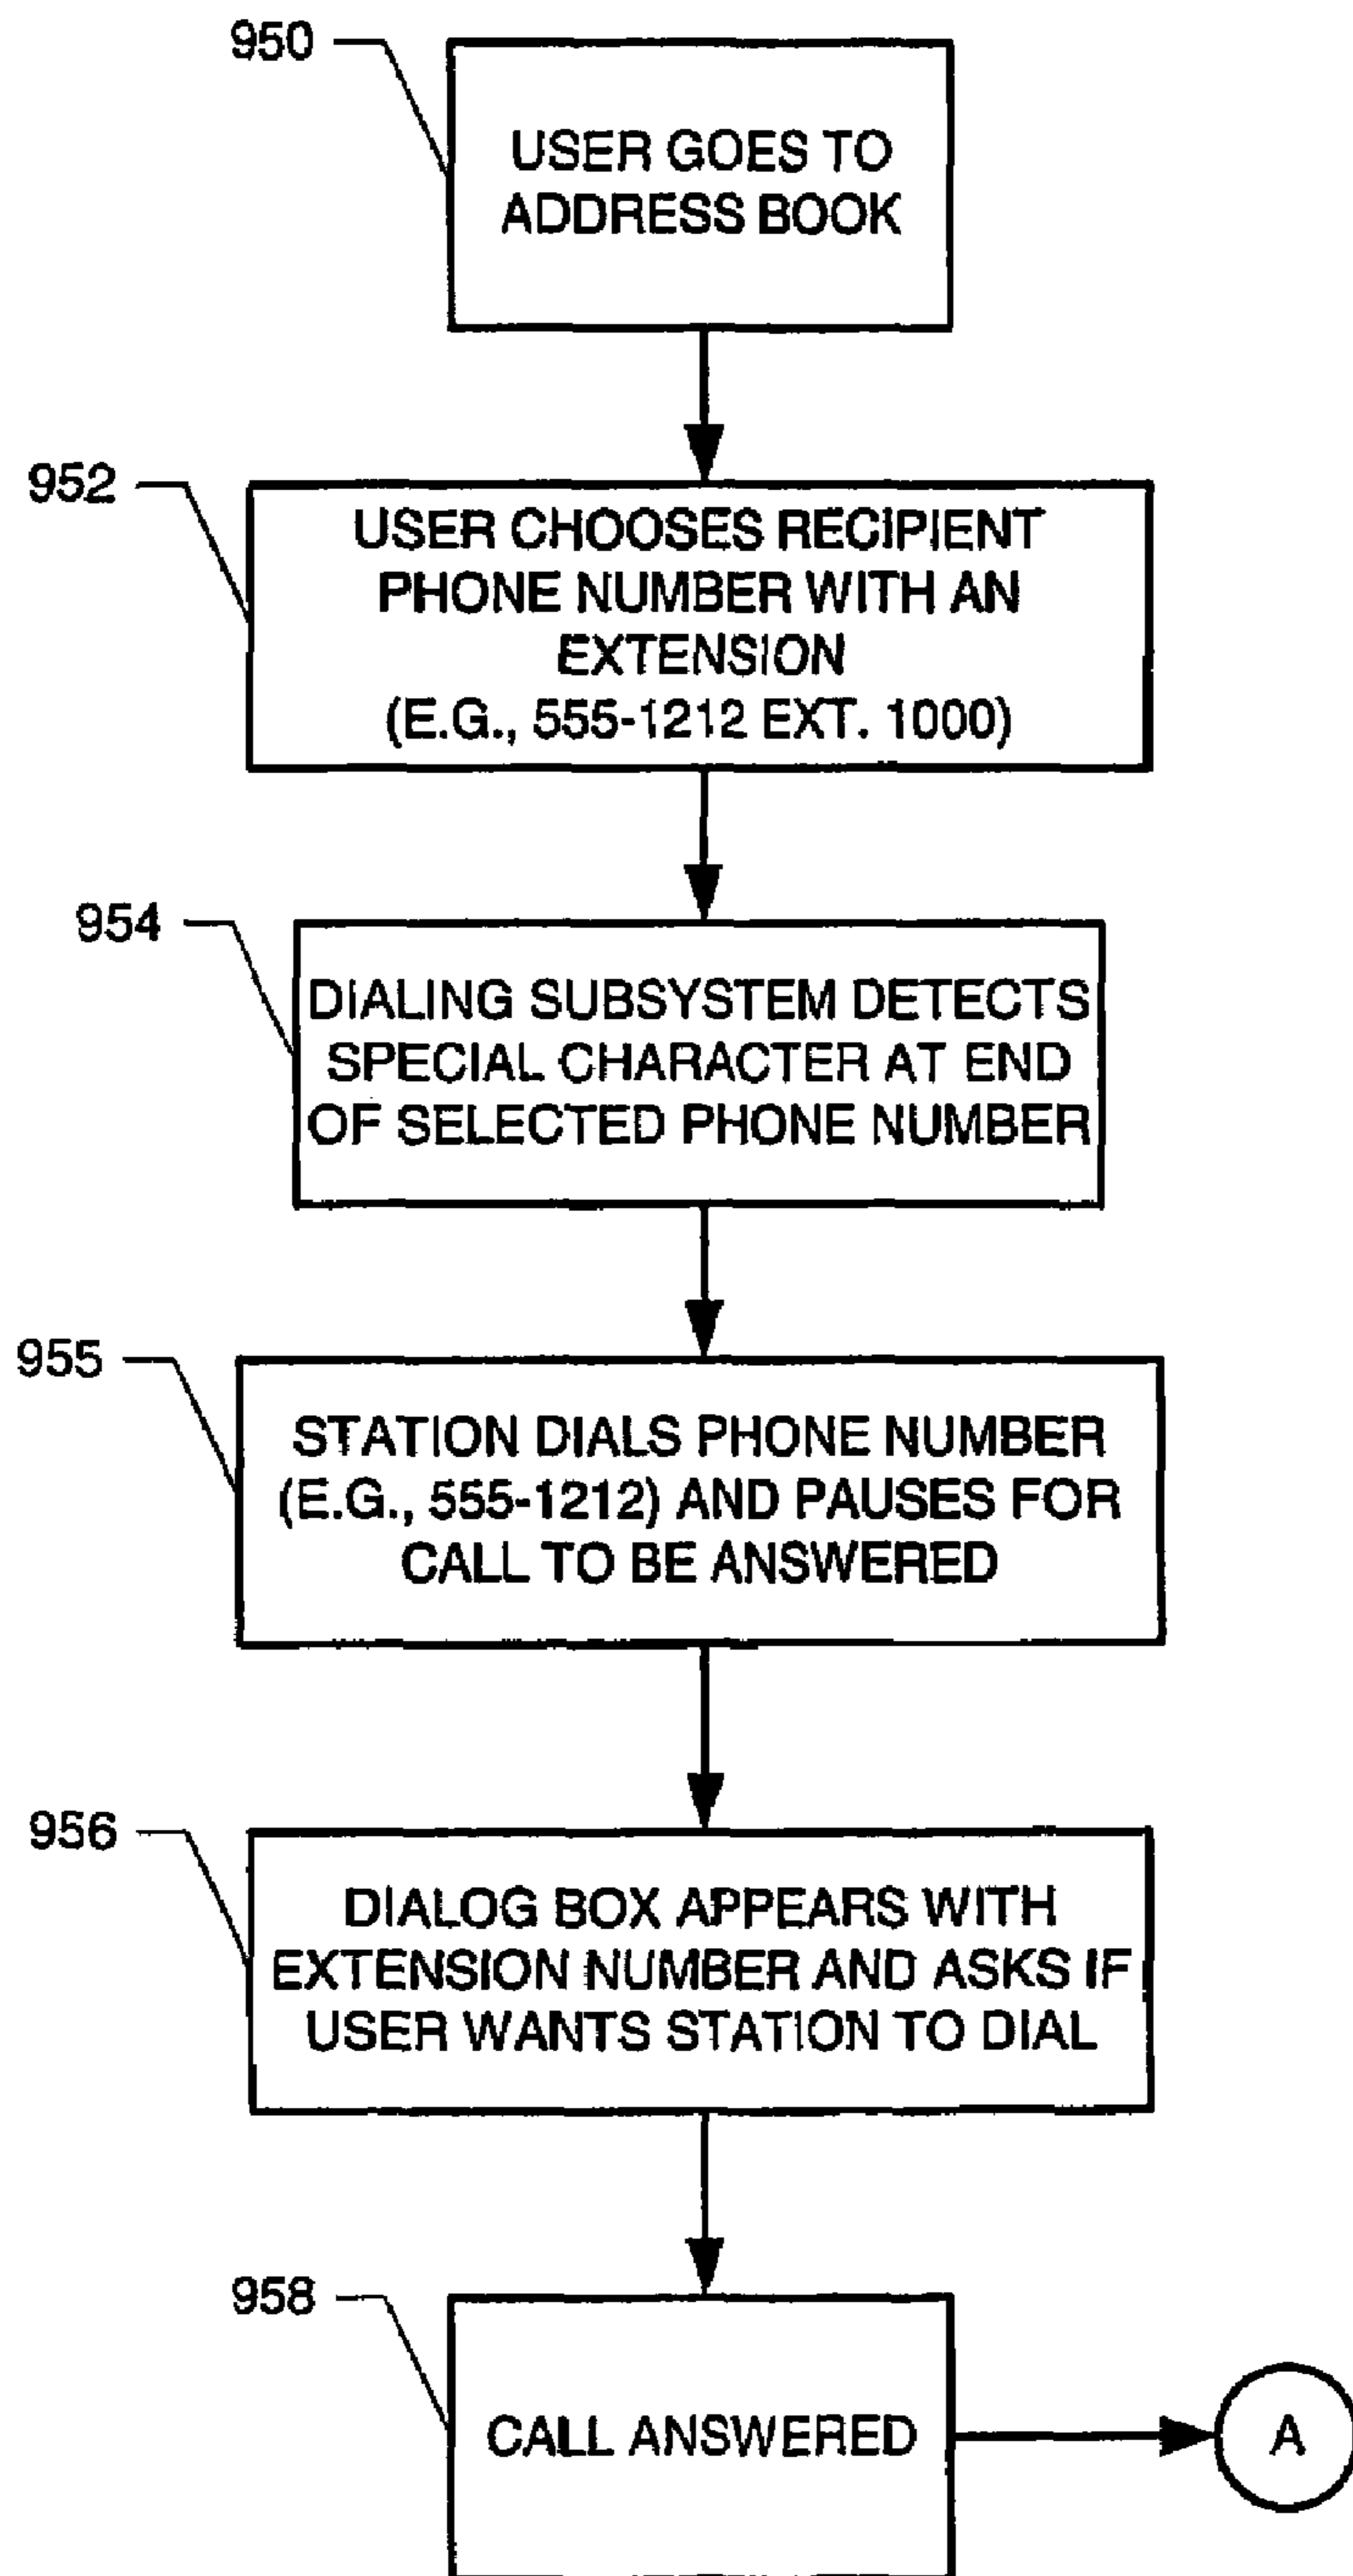 950
USER GOES TO
ADDRESS BOOK
952
USER CHOOSES RECIPIENT
PHONE NUMBER WITH AN
EXTENSION
(E.G., 555-1212 EXT. 1000)
954
DIALING SUBSYSTEM DETECTS
SPECIAL CHARACTER AT END
OF SELECTED PHONE NUMBER
955
STATION DIALS PHONE NUMBER
(E.G., 555-1212) AND PAUSES FOR
CALL TO BE ANSWERED
956
DIALOG BOX APPEARS WITH
EXTENSION NUMBER AND ASKS IF
USER WANTS STATION TO DIAL
958
CALL ANSWERED
A